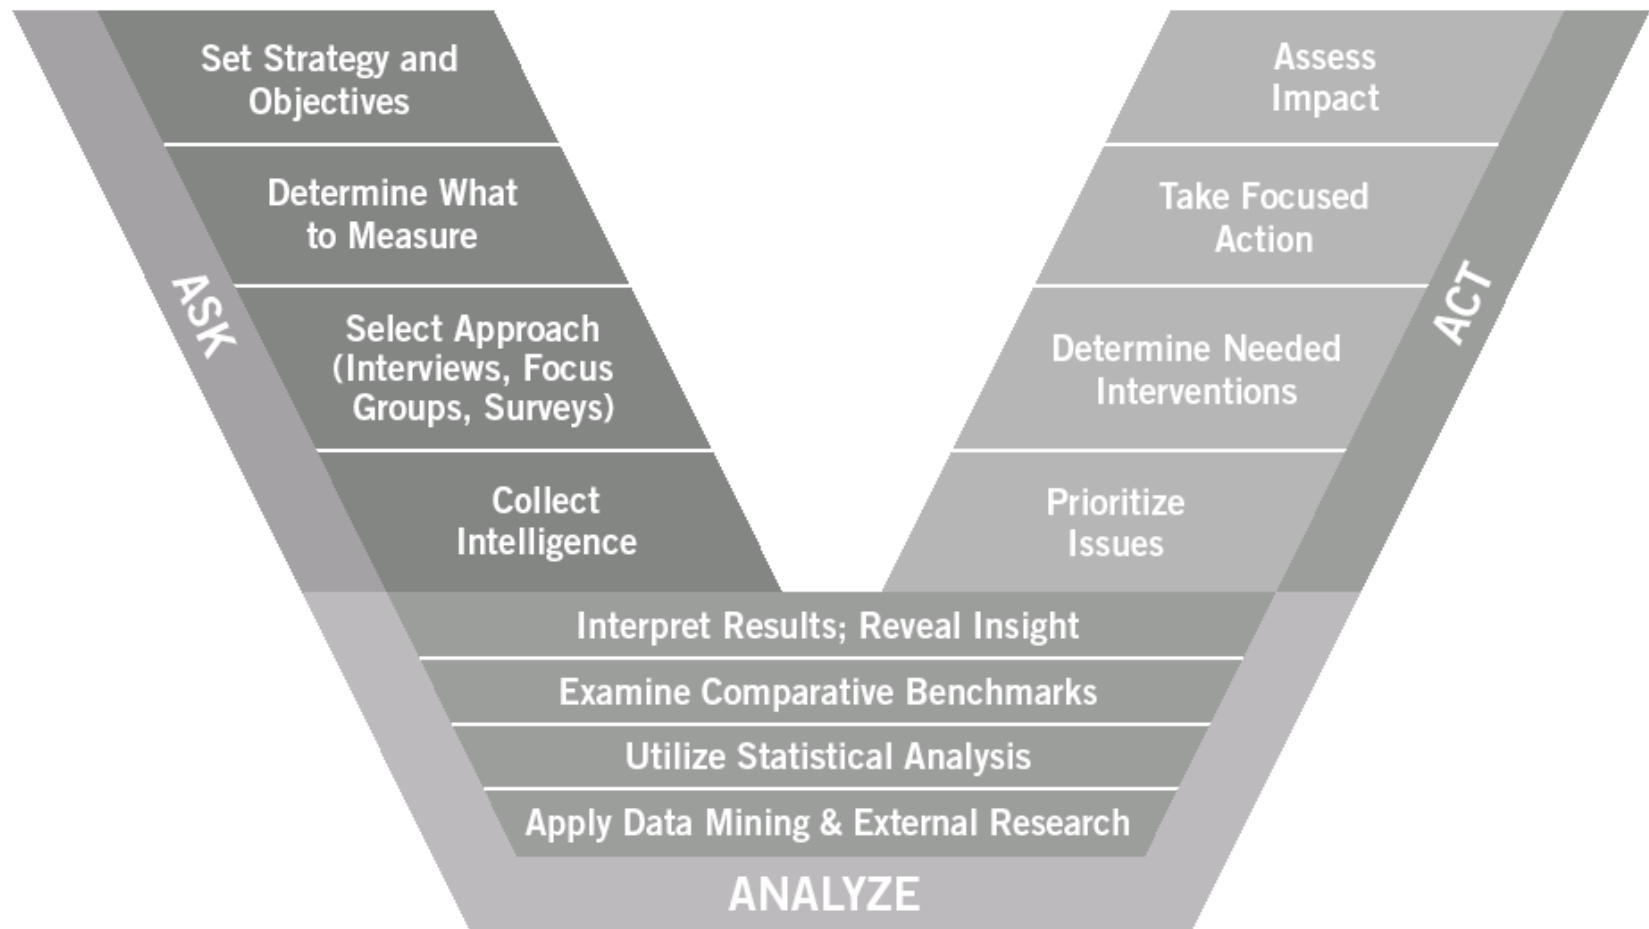 Set Strategy and
Objectives
Determine What
to Measure
Select Approach
(Interviews, Focus
Groups, Surveys)
Collect
Intelligence
ASK
Interpret Results; Reveal Insight
Examine Comparative Benchmarks
Utilize Statistical Analysis
Apply Data Mining & External Research
ANALYZE
Assess
Impact
Take Focused
Action
Determine Needed
Interventions
Prioritize
Issues
ACT